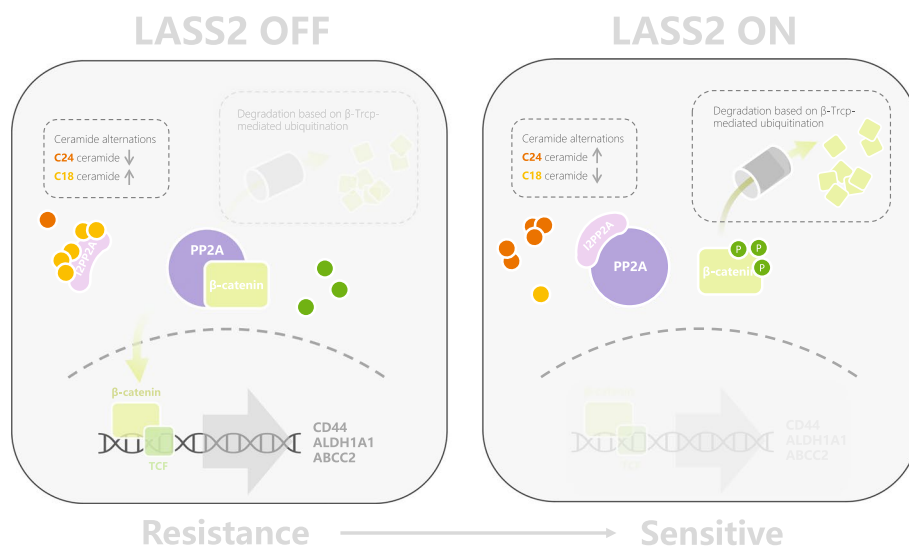 LASS2 OFF
LASS2 ON
Ceramide alternations
C24 ceramide
C18 ceramide
Degradation based on β-Trcp-
mediated ubiquitination
I2PP2A
PP2A
β-catenin
β-catenin
TCF
CD44
ALDH1A1
ABCC2
Ceramide alternations
C24 ceramide
C18 ceramide
Degradation based on β-Trcp-
mediated ubiquitination
I2PP2A
PP2A
β-catenin
P
P
P
β-catenin
TCF
CD44
ALDH1A1
ABCC2
Resistance
Sensitive